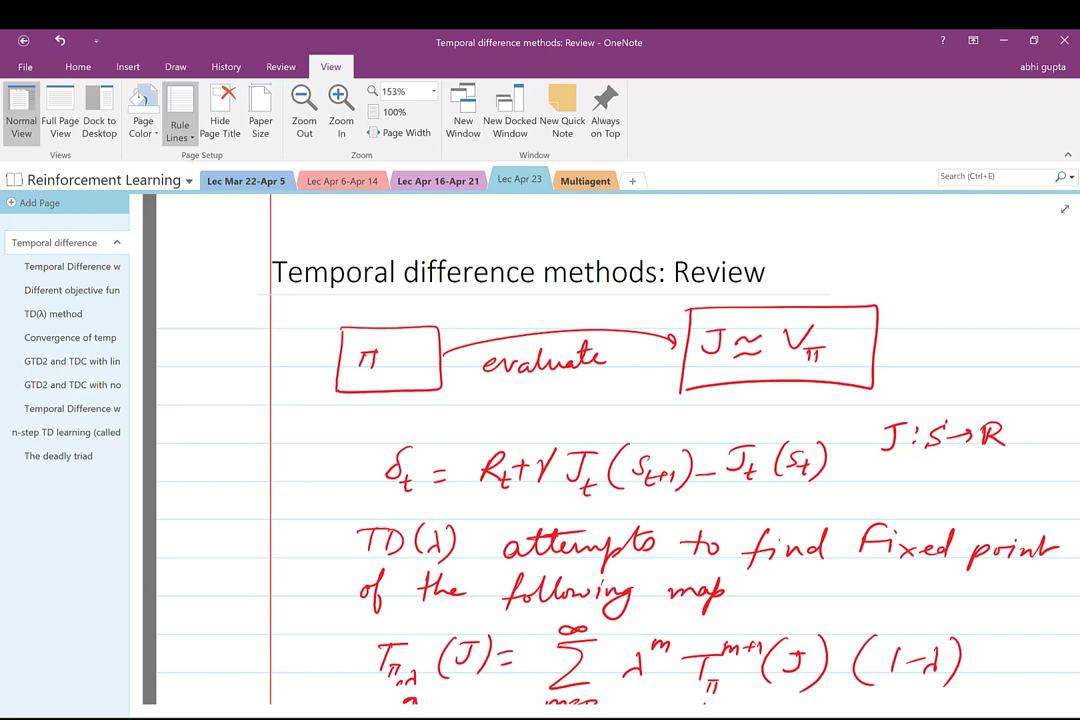 Temporal difference methods: Review - OneNote
?
File Home Insert Draw History Review View
abhi gupta
Normal View
Full Page View
Dock to Desktop
Views
Page Color
Rule Lines
Hide Page Title
Paper Size
Page Setup
Zoom Out
Zoom In
153%
100%
Page Width
Zoom
New Window
New Docked Window
New Quick Note
Always on Top
Window
Reinforcement Learning
Lec Mar 22-Apr 5
Lec Apr 6-Apr 14
Lec Apr 16-Apr 21
Lec Apr 23
Multiagent
+
Search (Ctrl+E)
Add Page
Temporal difference
Temporal Difference w
Different objective fun
TD(λ) method
Convergence of temp
GTD2 and TDC with lin
GTD2 and TDC with no
Temporal Difference w
n-step TD learning (called
The deadly triad
Temporal difference methods: Review
π evaluate J ≃ V_π
J : S → R
δ_t = R_t + γ J_t (S_{t+1}) - J_t (S_t)
TD(λ) attempts to find Fixed point
of the following map
T_{π,λ} (J) = ∑^∞ λ^m T_π^{m+1} (J) (1-λ)